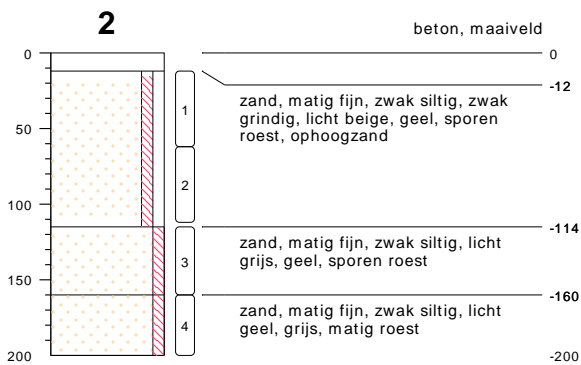 2
beton, maaiveld
0
0
-12
zand, matig fijn, zwak siltig, zwak
grindig, licht beige, geel, sporen
roest, ophoogzand
1
50
2
100
-114
zand, matig fijn, zwak siltig, licht
grijs, geel, sporen roest
3
150
-160
zand, matig fijn, zwak siltig, licht
geel, grijs, matig roest
4
200
-200